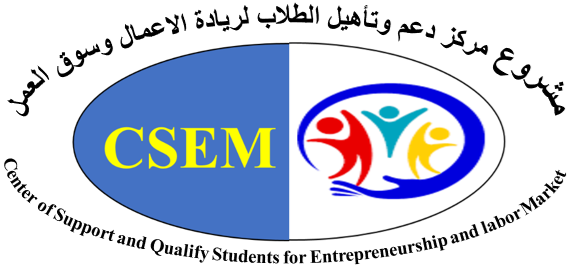 مشروع مركز دعم وتأهيل الطلاب لريادة الاعمال وسوق العمل
CSEM
Center of Support and Qualify Students for Entrepreneurship and labor Market